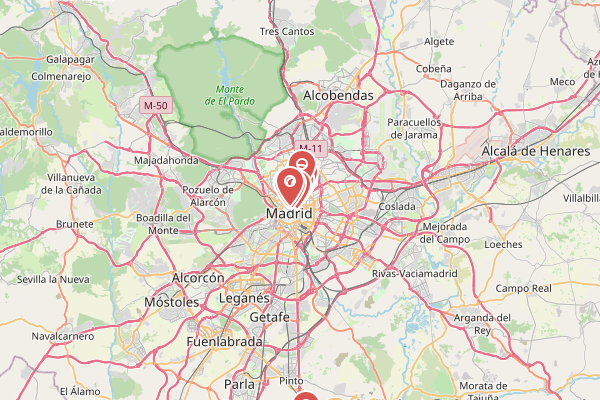 Tres Cantos
Algete
Galapagar
Colmenarejo
Cobeña
Monte
de El Pardo
Daganzo de
Arriba
Meco
Alcobendas
M-50
Paracuellos
de Jarama
aldemorillo
M-11
Alcalá de Henares
Majadahonda
Villanueva
de la Cañada
Pozuelo de
Alarcón
Villalbil
Coslada
Madrid
Boadilla del
Monte
Brunete
Mejorada
del Campo
Loeches
Rivas-Vaciamadrid
Sevilla la Nueva
Alcorcón
Campo Real
Móstoles
Leganés
Getafe
Arganda del
Rey
Navalcarnero
Fuenlabrada
Pinto
Parla
El Álamo
Morata de